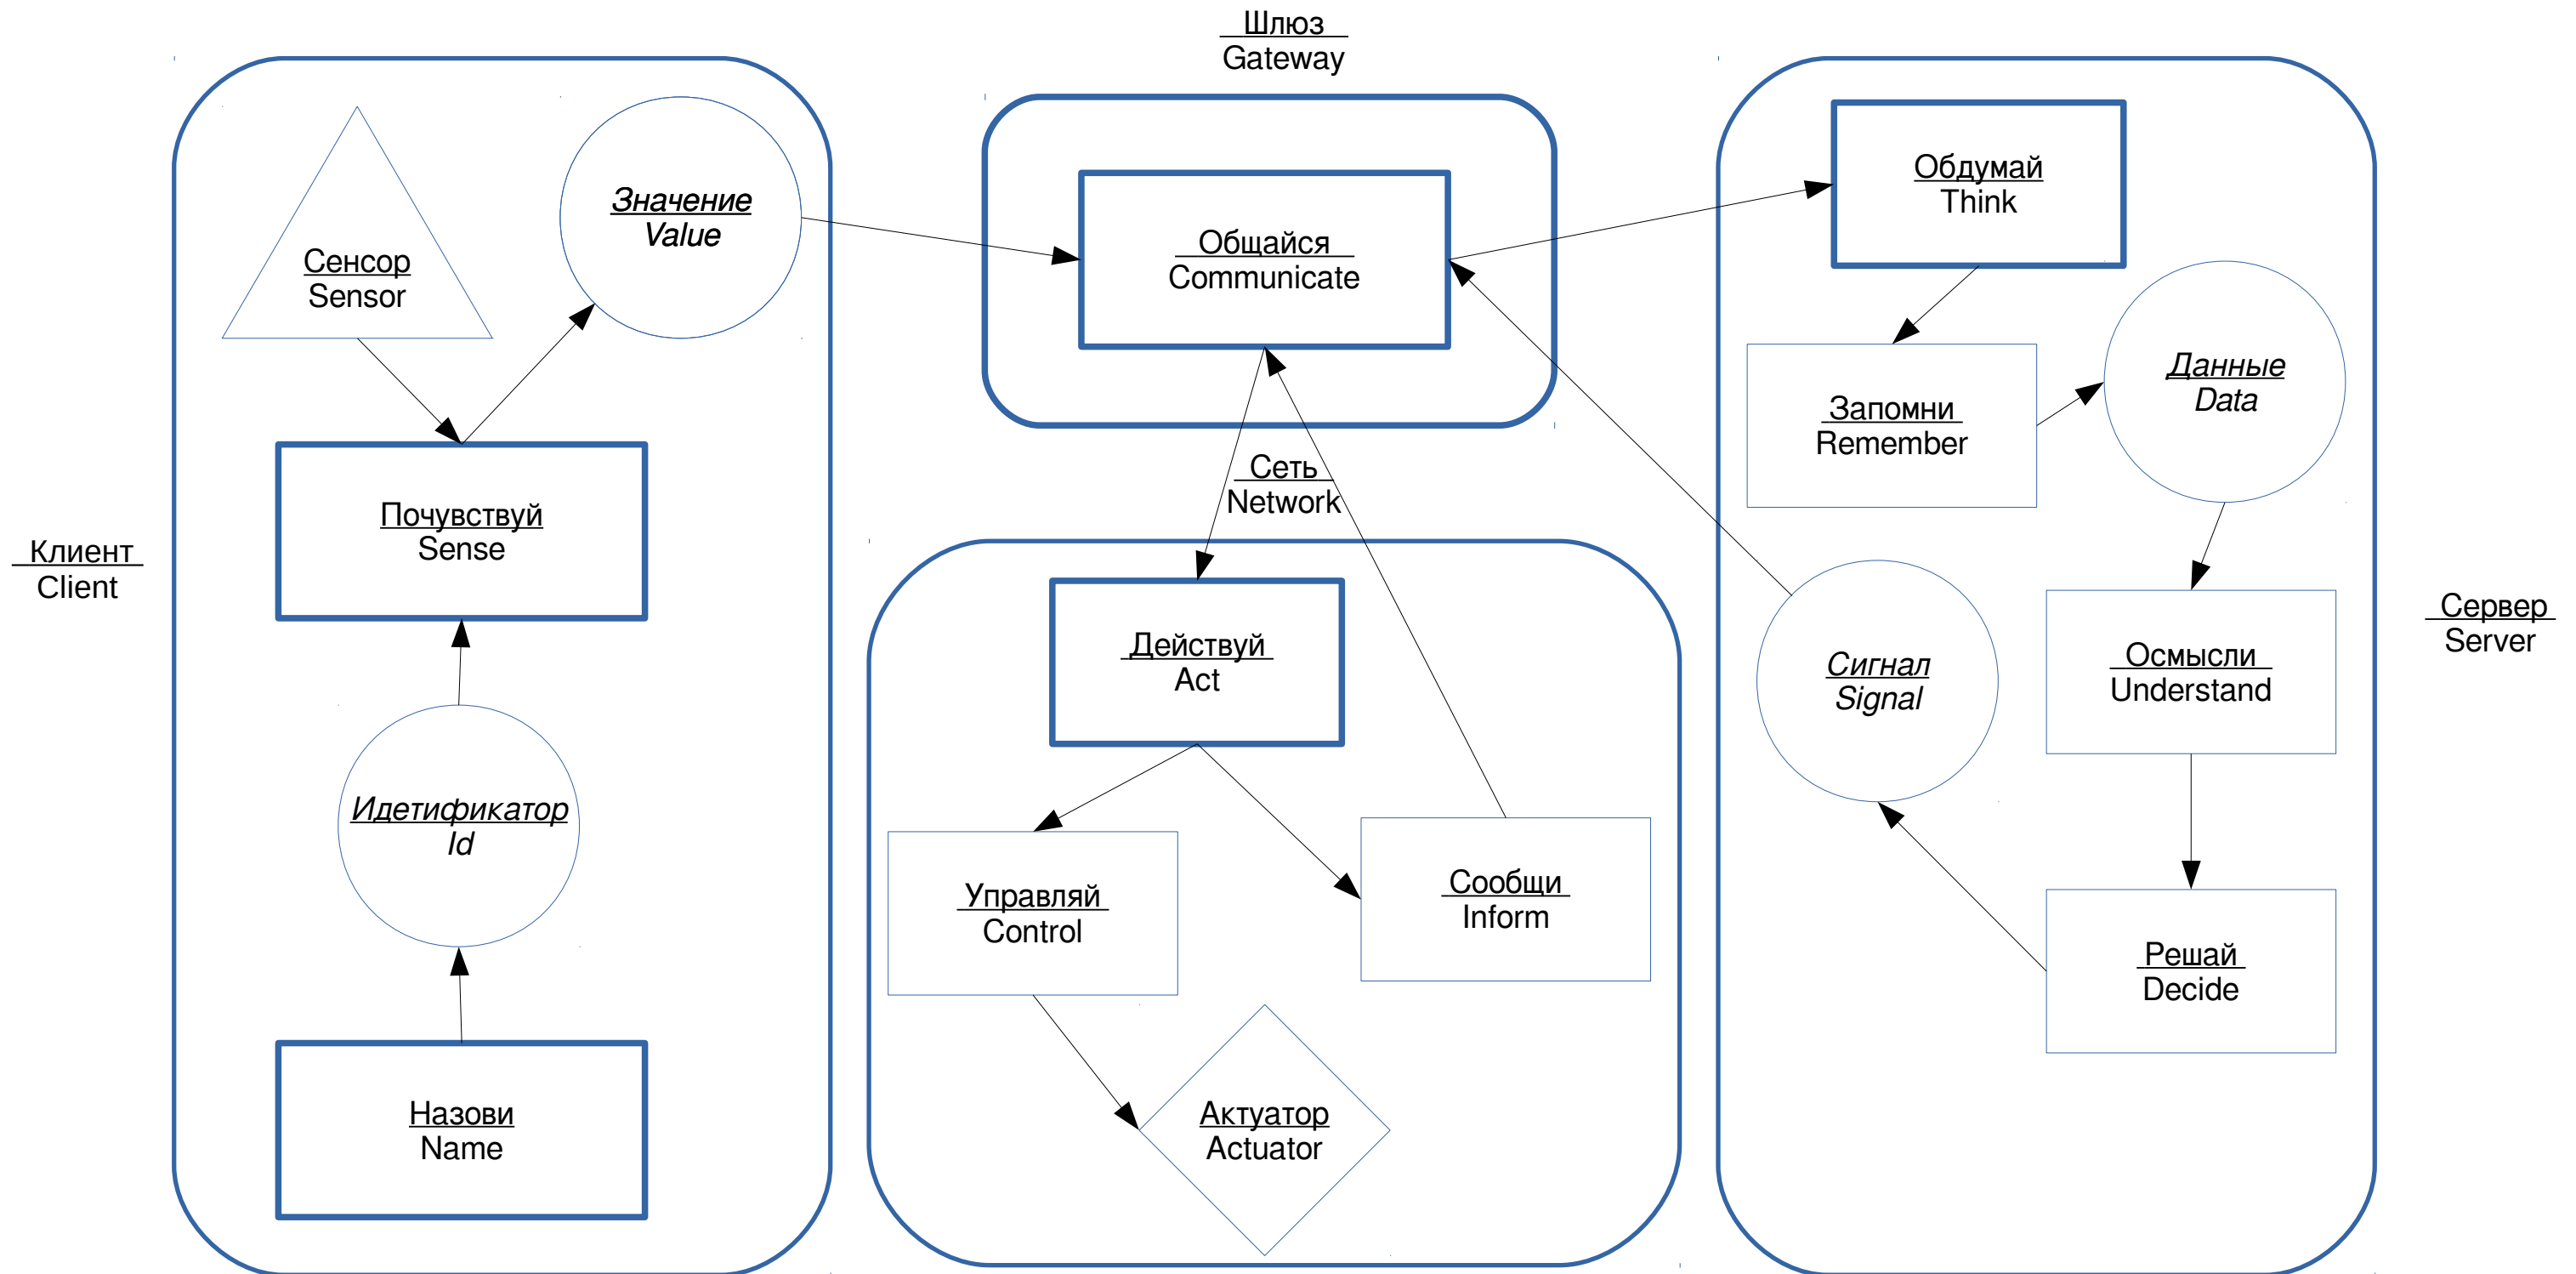 Шлюз
Gateway
Сенсор
Sensor
Значение
Value
Общайся
Communicate
Обдумай
Think
Запомни
Remember
Данные
Data
Почувствуй
Sense
Сеть
Network
Клиент
Client
Действуй
Act
Сигнал
Signal
Осмысли
Understand
Сервер
Server
Идетификатор
Id
Управляй
Control
Сообщи
Inform
Решай
Decide
Назови
Name
Актуатор
Actuator